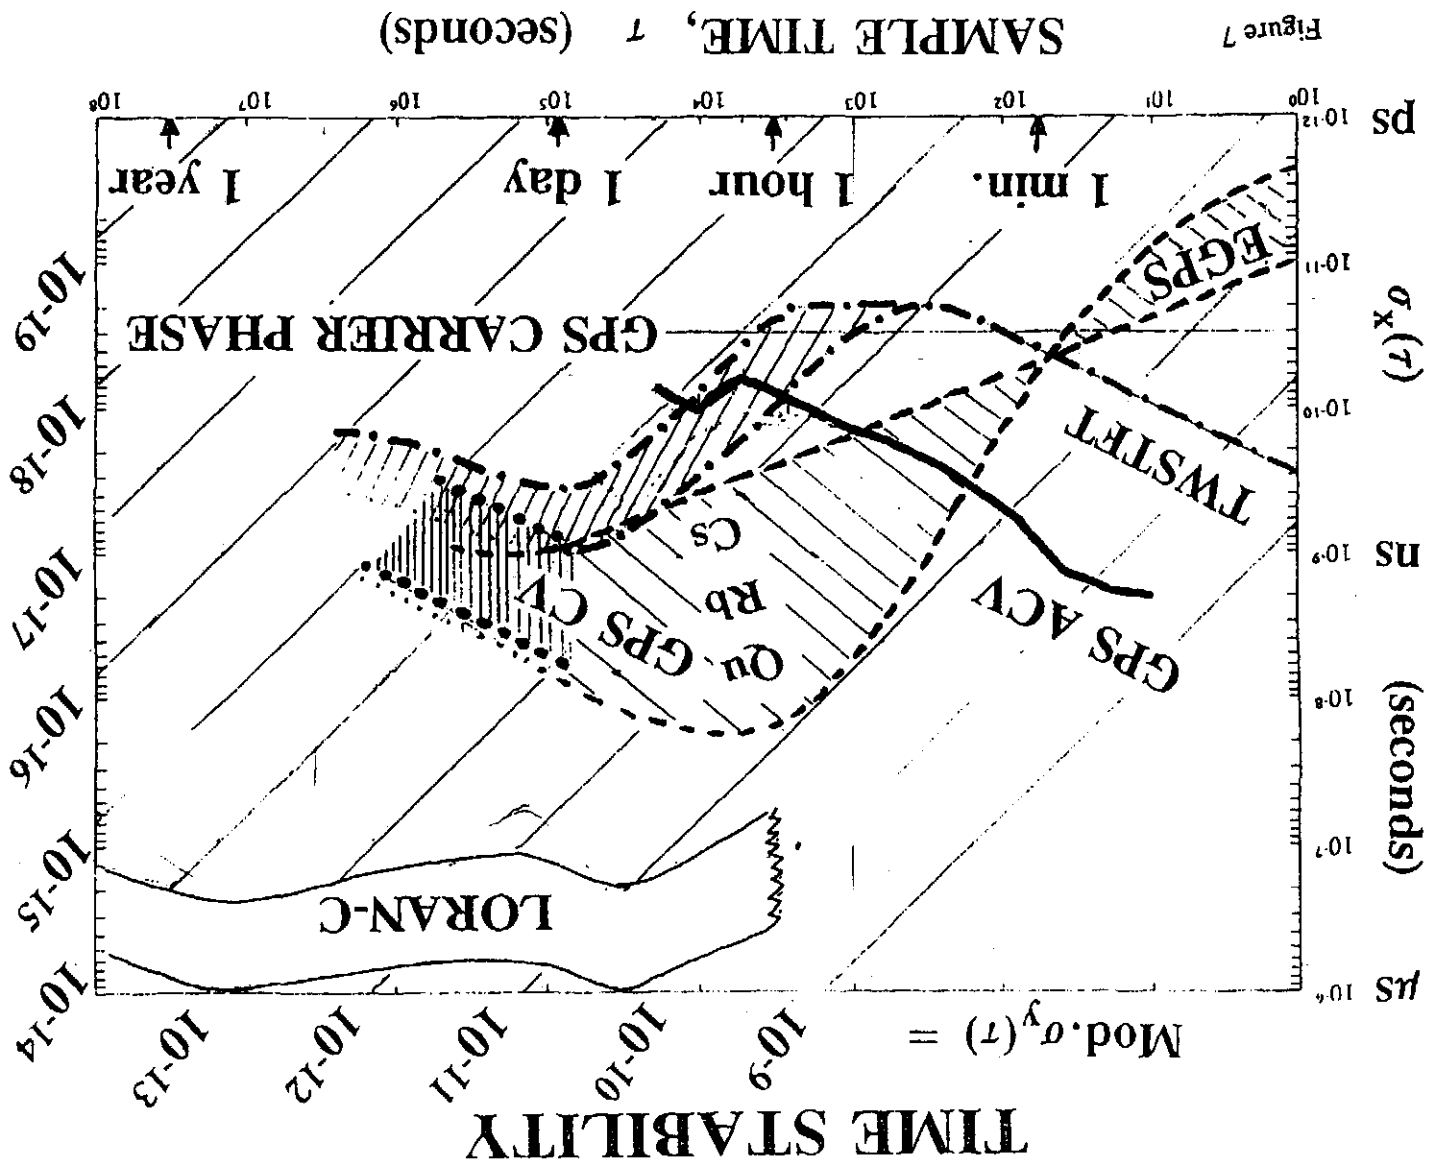 TIME STABILITY
Mod.σy(τ) =
10-9
10-10
10-11
10-12
10-13
10-14
10-15
10-16
10-17
10-18
10-19
μs
ns
ps
σx(τ)
(seconds)
10-6
10-7
10-8
10-9
10-10
10-11
10-12
LORAN-C
GPS ACV
GPS CV
Qu
Rb
Cs
TWSTFT
GPS CARRIER PHASE
EGPS
1 min.
1 hour
1 day
1 year
10⁰
10¹
10²
10³
10⁴
10⁵
10⁶
10⁷
10⁸
SAMPLE TIME, τ (seconds)
Figure 7